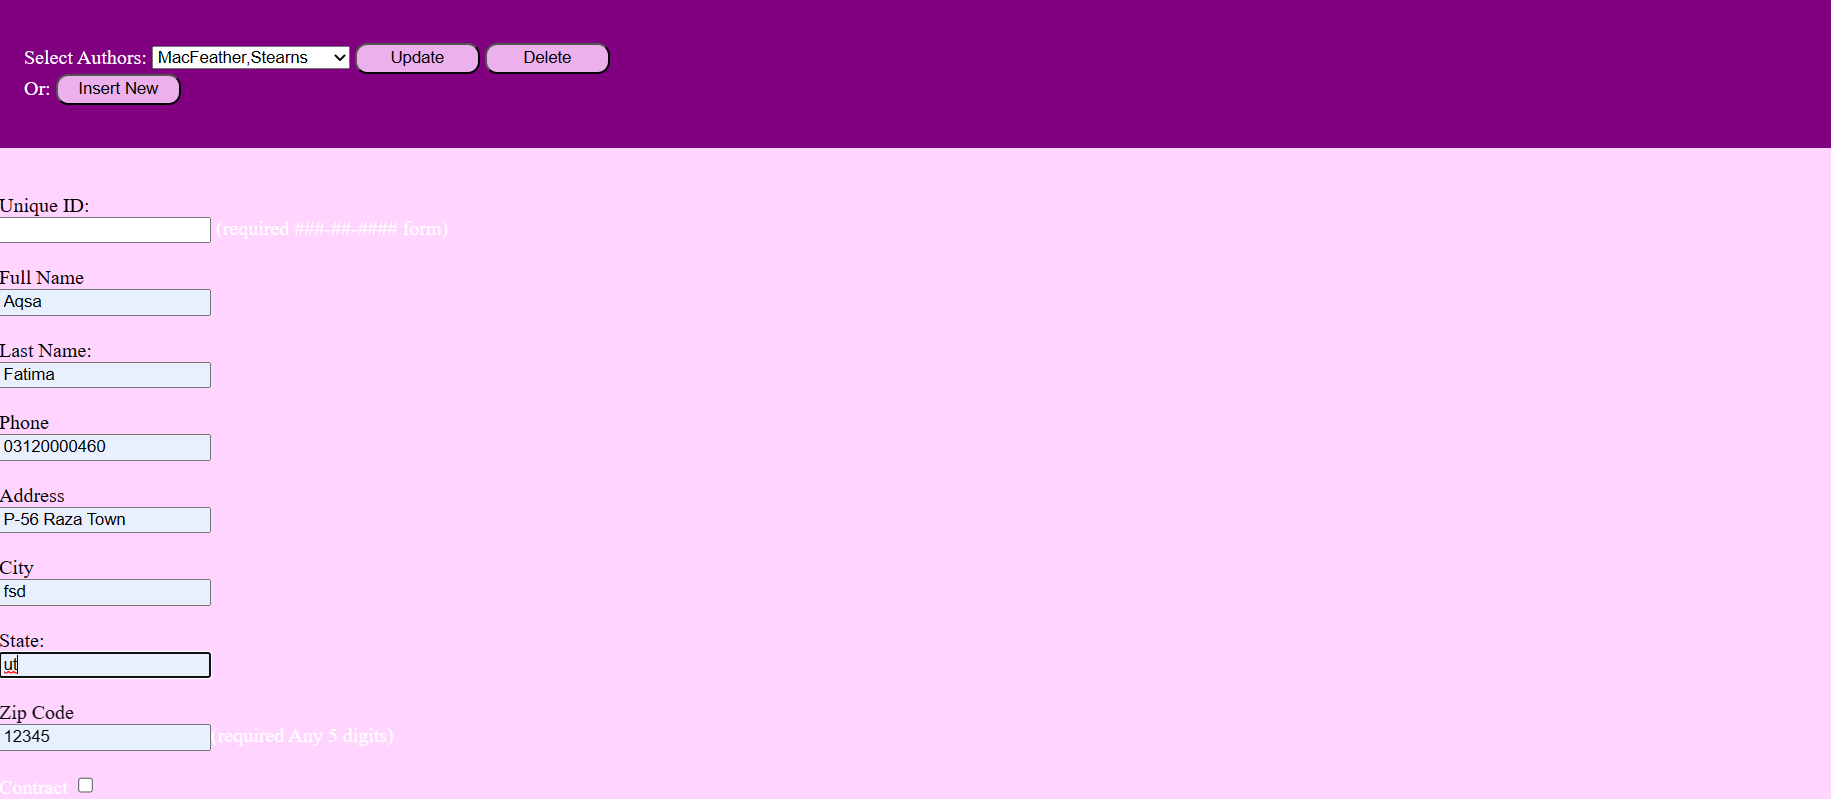 Select Authors: MacFeather,Stearns Update Delete
Or: Insert New
Unique ID:
(required ###-##-#### form)
Full Name
Aqsa
Last Name:
Fatima
Phone
03120000460
Address
P-56 Raza Town
City
fsd
State:
ut
Zip Code
12345 (required Any 5 digits)
Contract